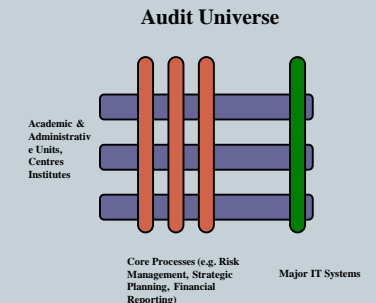 Audit Universe
Academic &
Administrativ
e Units,
Centres
Institutes
Core Processes (e.g. Risk
Management, Strategic
Planning, Financial
Reporting)
Major IT Systems